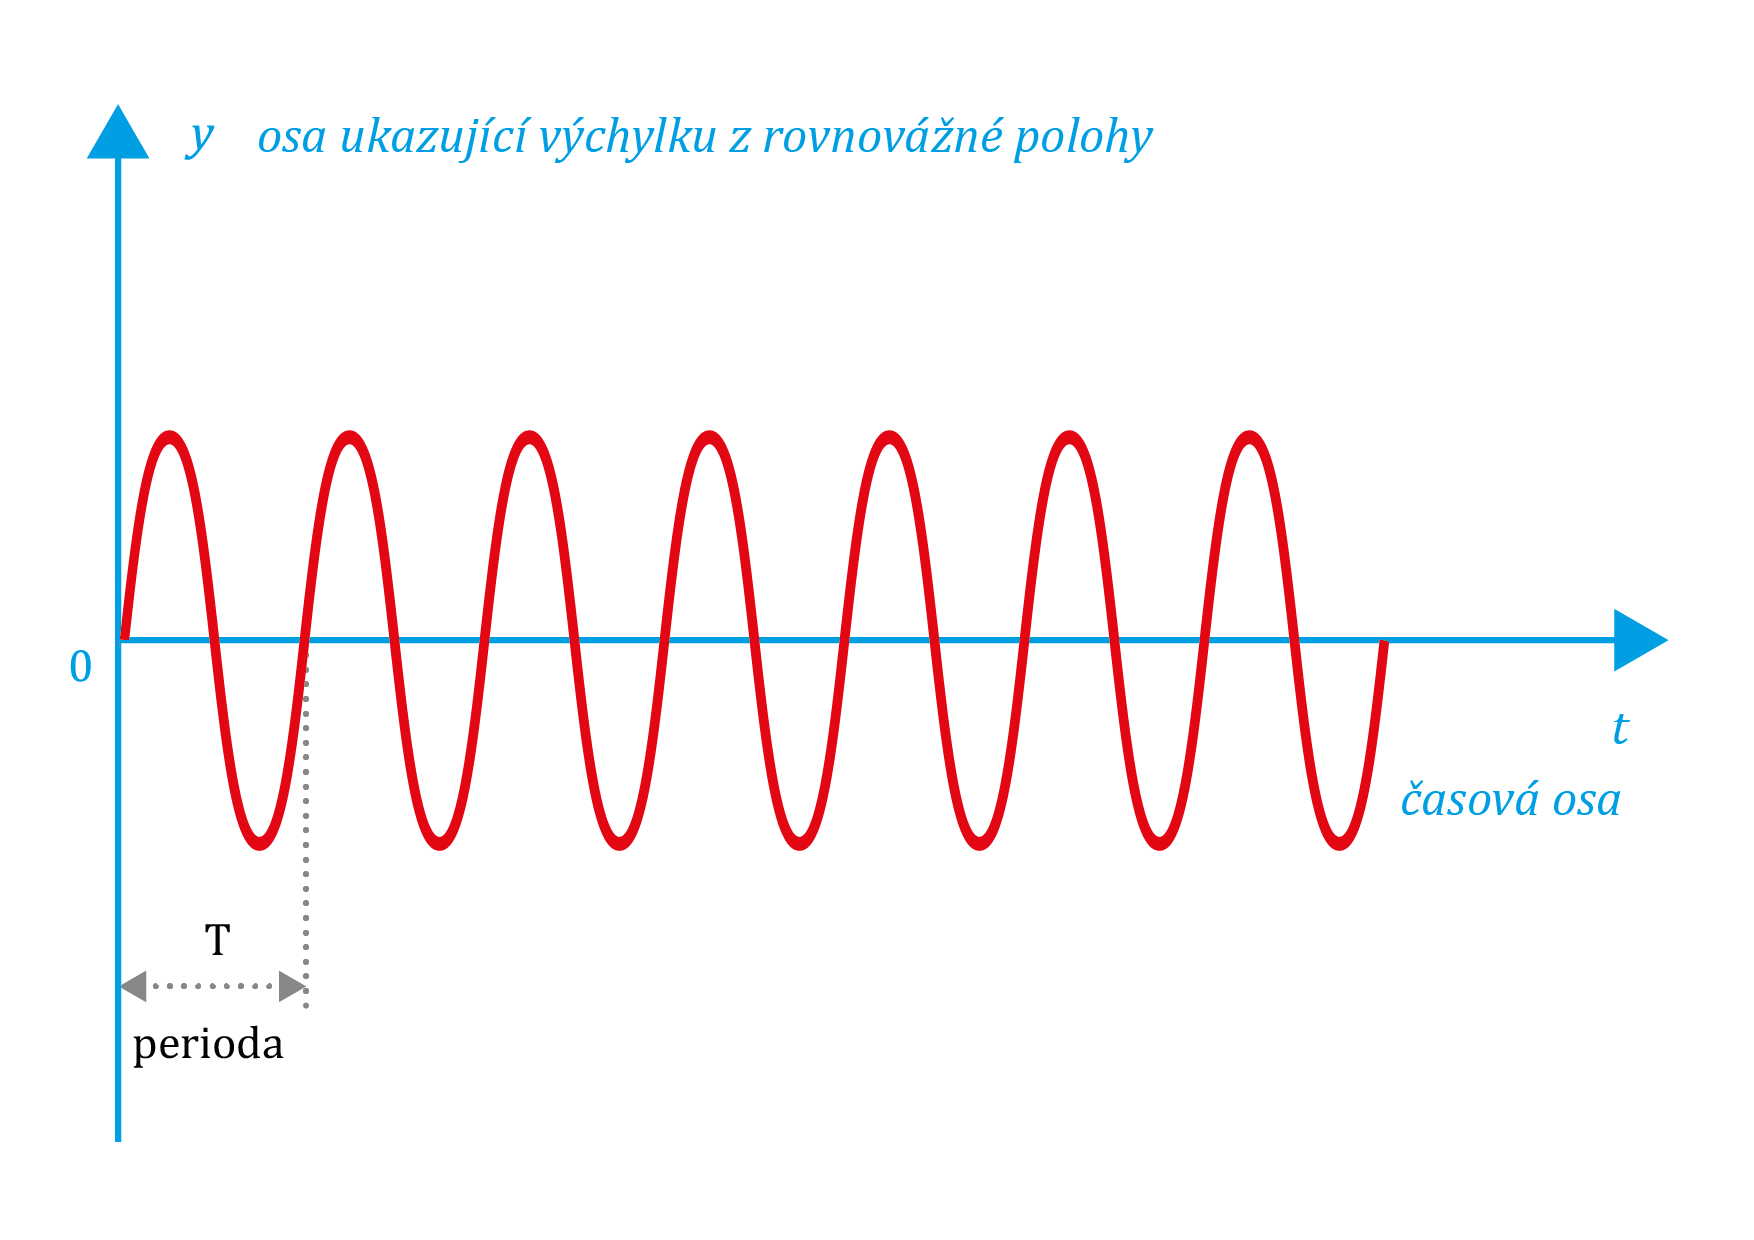 y osa ukazující výchylku z rovnovážné polohy
0
t
časová osa
T
perioda